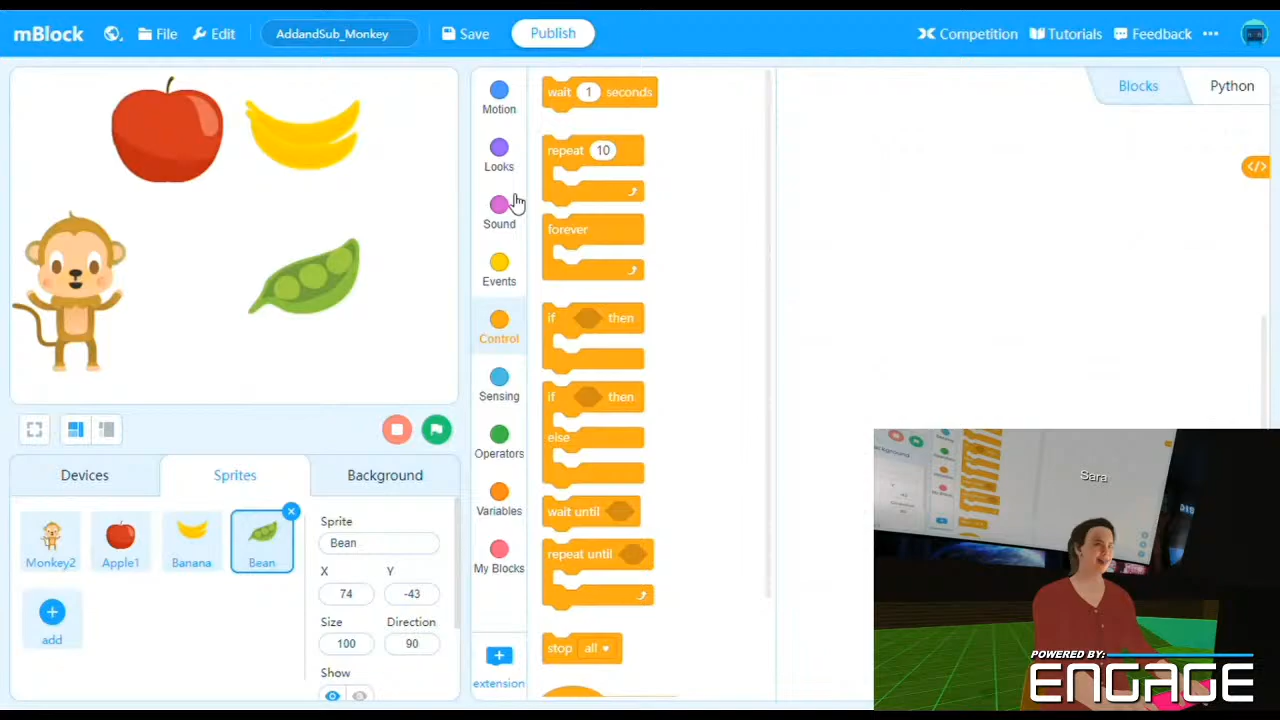 mBlock File Edit AddandSub_Monkey Save Publish Competition Tutorials Feedback
Blocks Python
Motion
Looks
Sound
Events
Control
Sensing
Operators
Variables
My Blocks
extension
wait 1 seconds
repeat 10
forever
if then
if then
else
wait until
repeat until
stop all
Devices Sprites Background
Monkey2 Apple1 Banana Bean
add
Sprite
Bean
X Y
74 -43
Size Direction
100 90
Show
Sara
POWERED BY:
ENGAGE